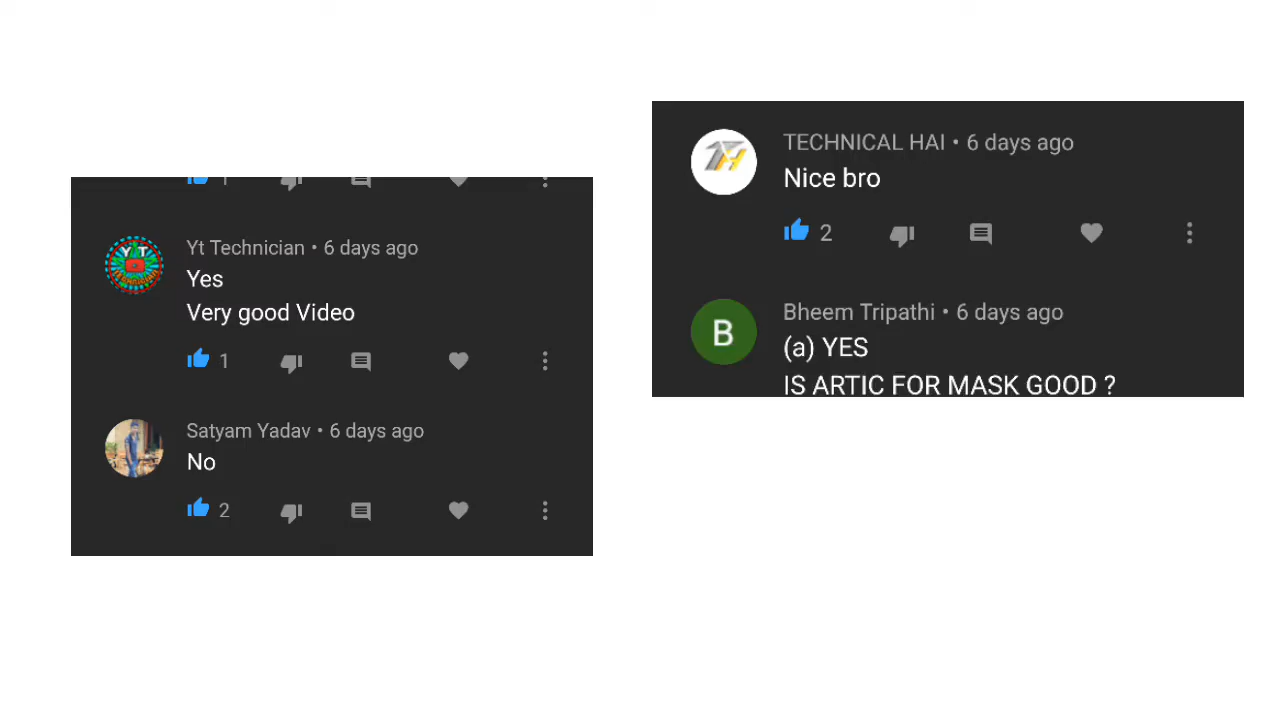 1
Yt Technician • 6 days ago
Yes
Very good Video
1
Satyam Yadav • 6 days ago
No
2
TECHNICAL HAI • 6 days ago
Nice bro
2
B
Bheem Tripathi • 6 days ago
(a) YES
IS ARTIC FOR MASK GOOD ?